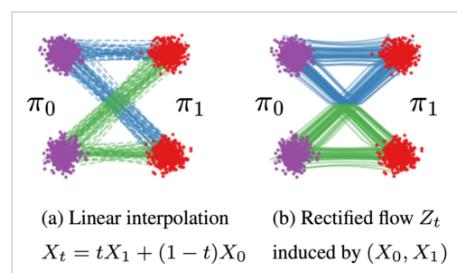 π₀ π₁ π₀ π₁
(a) Linear interpolation (b) Rectified flow Zₜ
Xₜ = tX₁ + (1 − t)X₀ induced by (X₀, X₁)